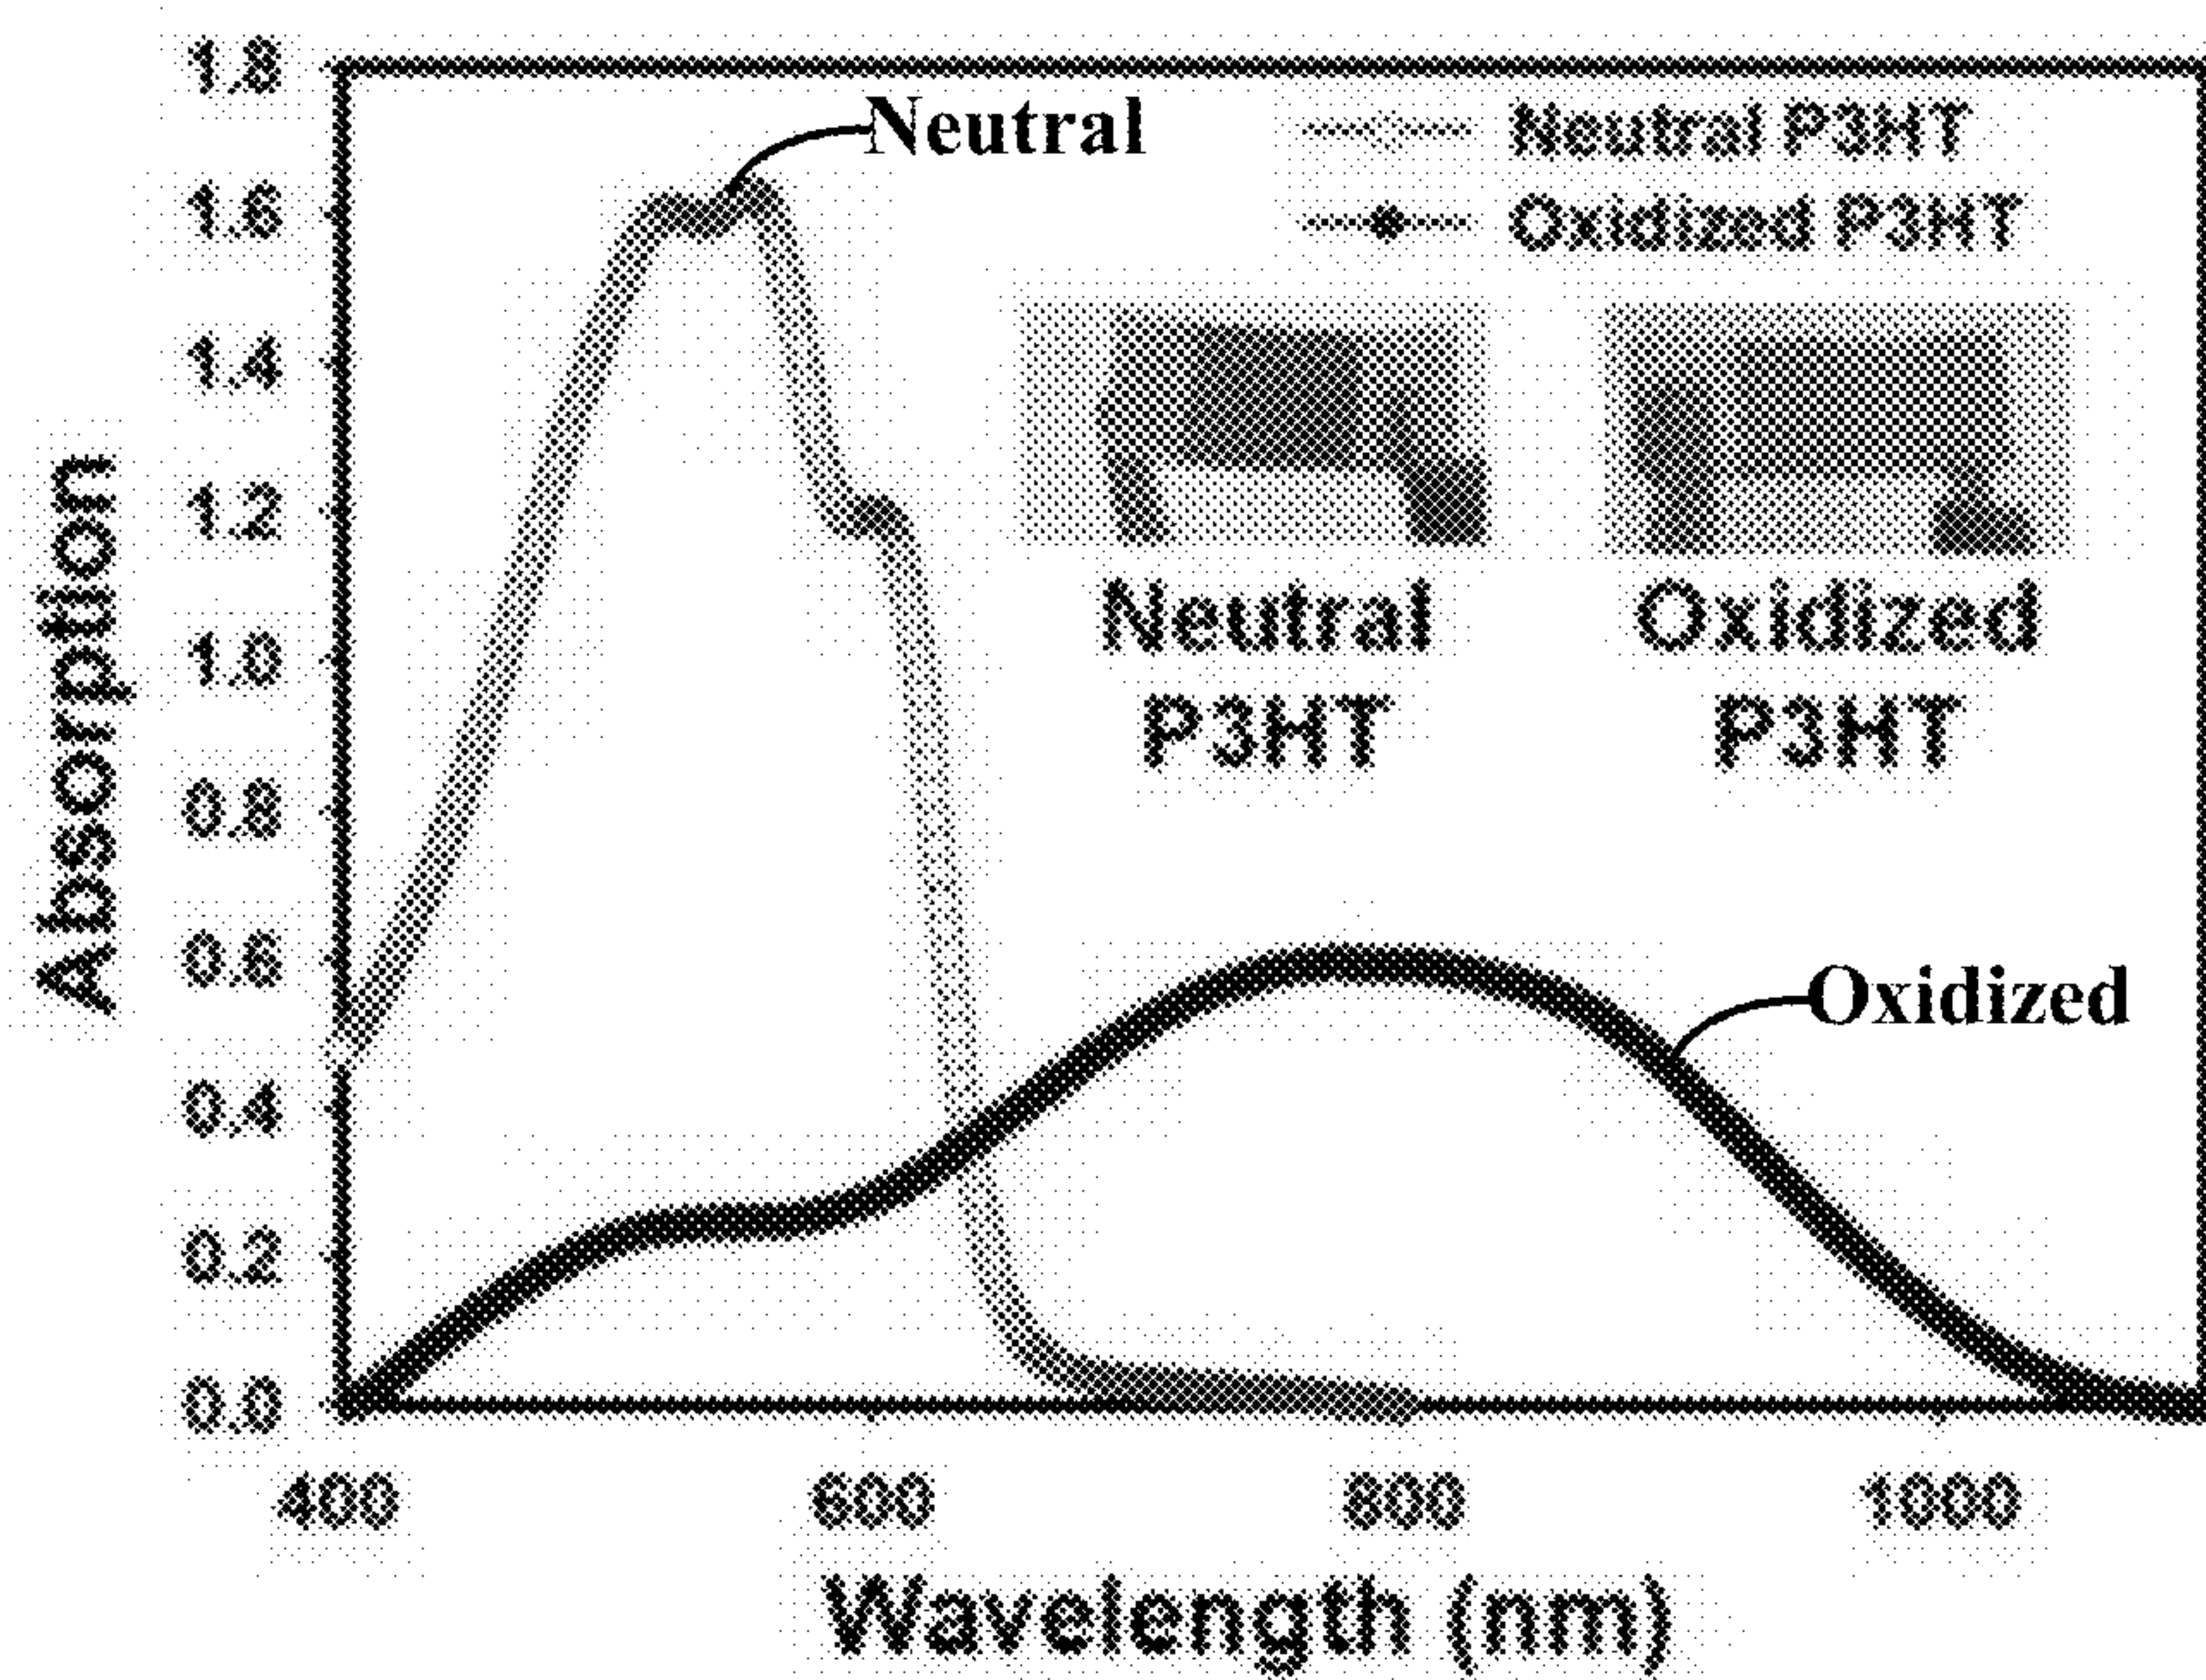 1.8
1.6
1.4
1.2
1.0
0.8
0.6
0.4
0.2
0.0
Absorption
Neutral
Neutral P3HT
Oxidized P3HT
Neutral
P3HT
Oxidized
P3HT
Oxidized
400
600
800
1000
Wavelength (nm)